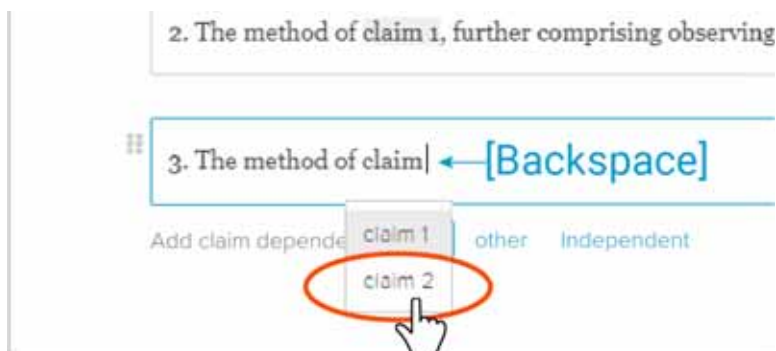 2. The method of claim 1, further comprising observing
3. The method of claim [Backspace]
Add claim depende claim 1 other Independent
claim 2